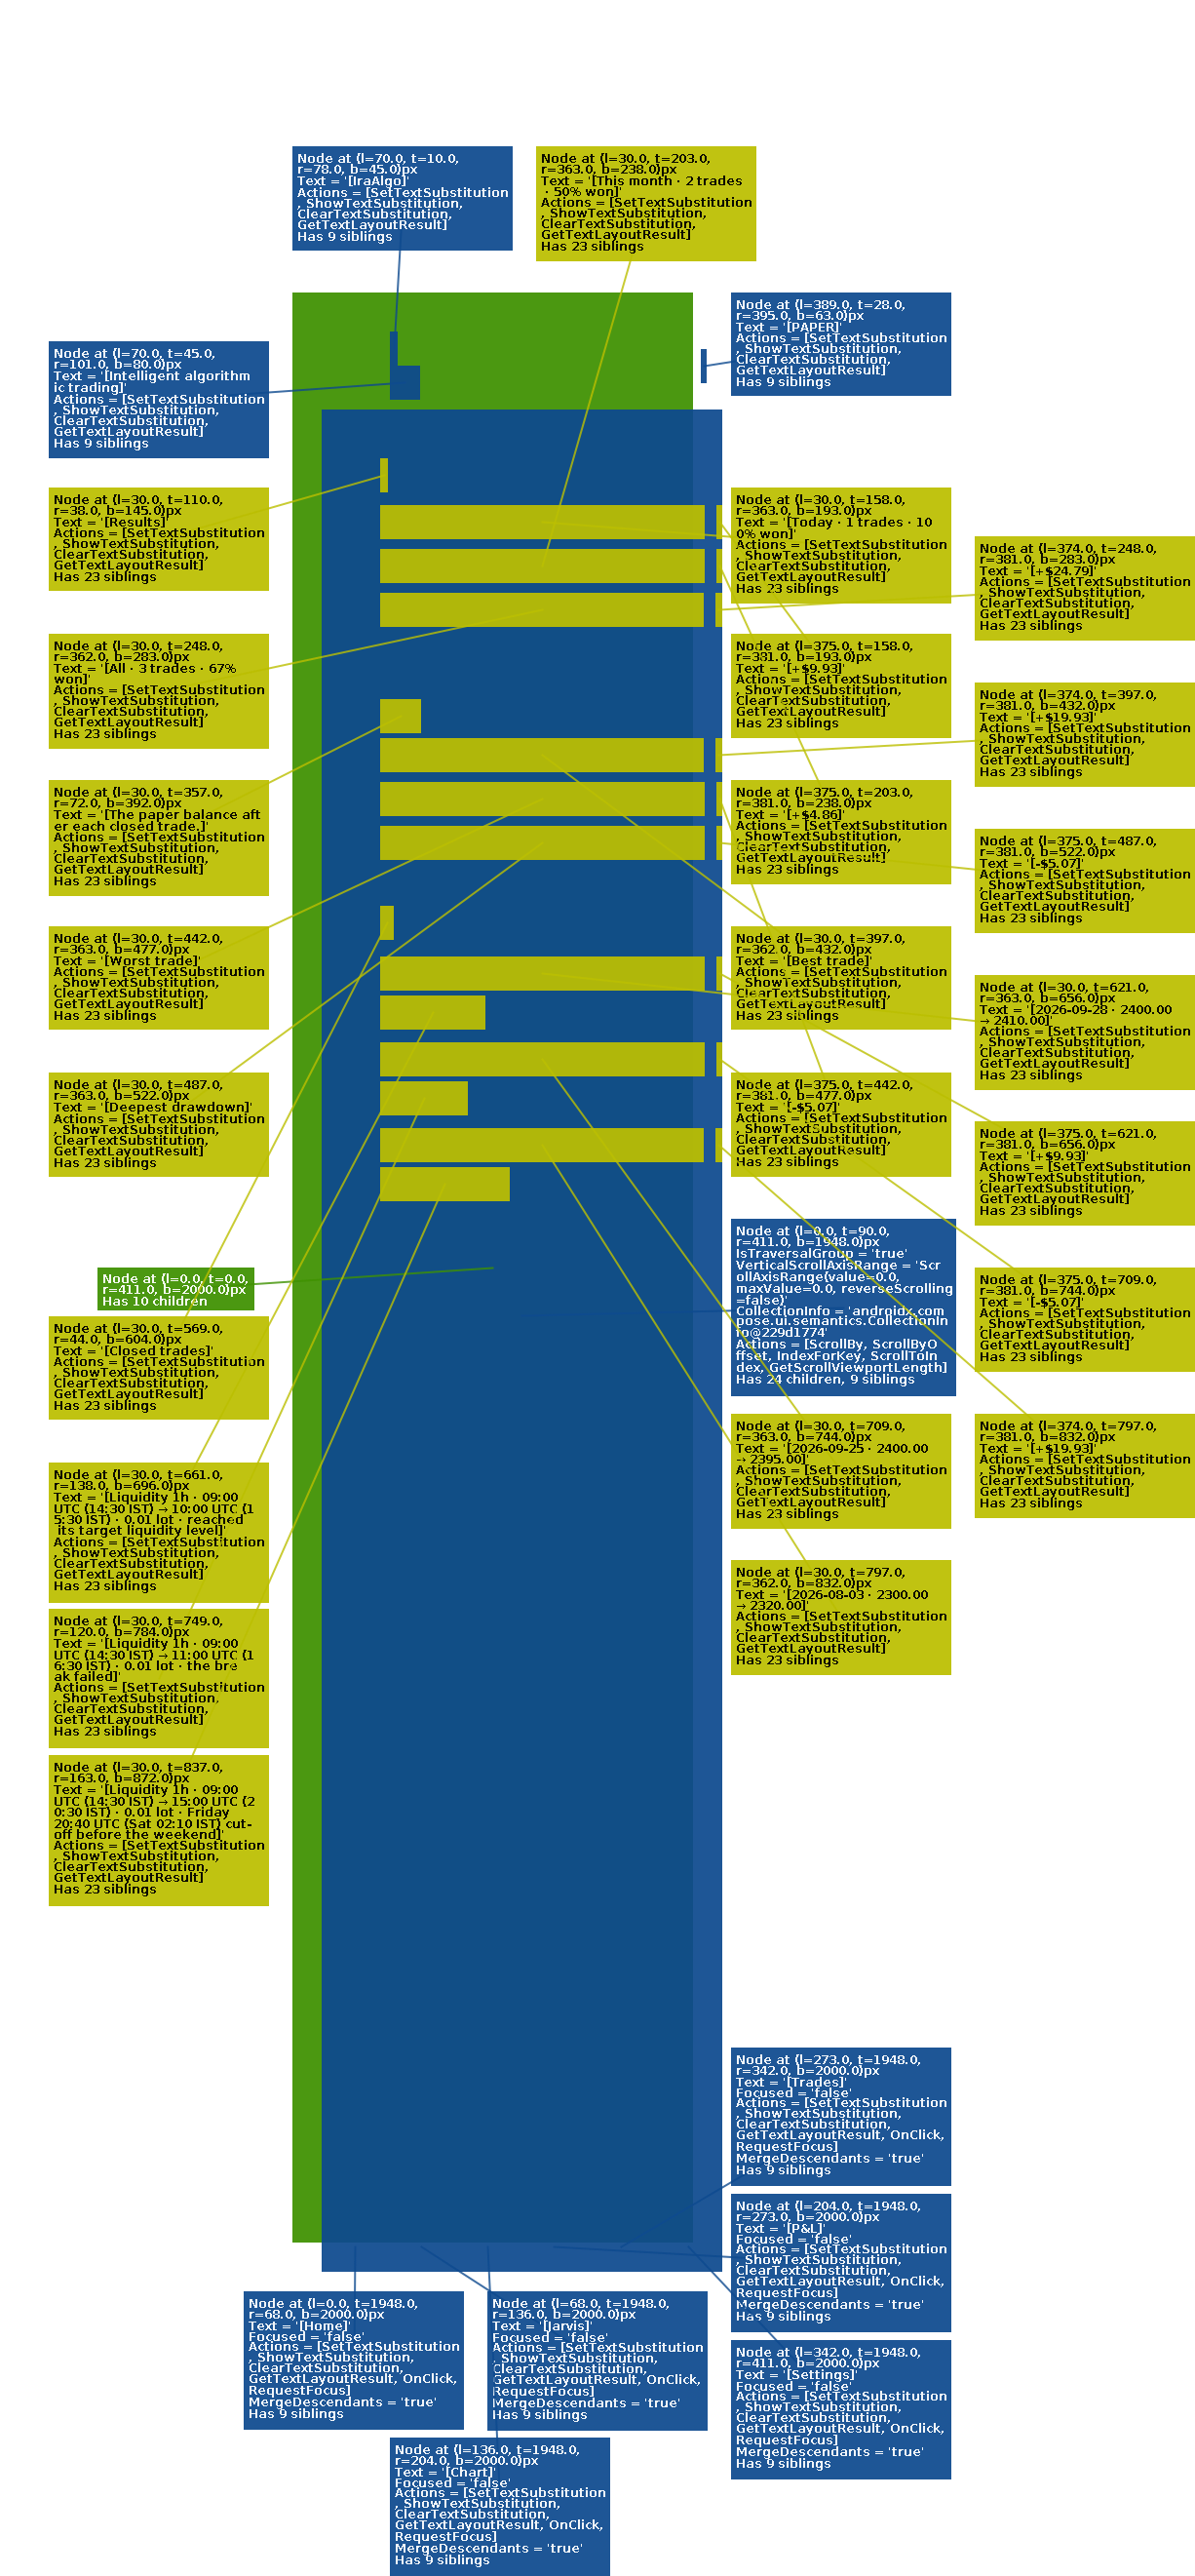 Node at (l=70.0, t=10.0,
r=78.0, b=45.0)px
Text = '[IraAlgo]'
Actions = [SetTextSubstitution
, ShowTextSubstitution,
ClearTextSubstitution,
GetTextLayoutResult]
Has 9 siblings
Node at (l=30.0, t=203.0,
r=363.0, b=238.0)px
Text = '[This month · 2 trades
 · 50% won]'
Actions = [SetTextSubstitution
, ShowTextSubstitution,
ClearTextSubstitution,
GetTextLayoutResult]
Has 23 siblings
Node at (l=389.0, t=28.0,
r=395.0, b=63.0)px
Text = '[PAPER]'
Actions = [SetTextSubstitution
, ShowTextSubstitution,
ClearTextSubstitution,
GetTextLayoutResult]
Has 9 siblings
Node at (l=70.0, t=45.0,
r=101.0, b=80.0)px
Text = '[Intelligent algorithm
ic trading]'
Actions = [SetTextSubstitution
, ShowTextSubstitution,
ClearTextSubstitution,
GetTextLayoutResult]
Has 9 siblings
Node at (l=30.0, t=110.0,
r=38.0, b=145.0)px
Text = '[Results]'
Actions = [SetTextSubstitution
, ShowTextSubstitution,
ClearTextSubstitution,
GetTextLayoutResult]
Has 23 siblings
Node at (l=30.0, t=158.0,
r=363.0, b=193.0)px
Text = '[Today · 1 trades · 10
0% won]'
Actions = [SetTextSubstitution
, ShowTextSubstitution,
ClearTextSubstitution,
GetTextLayoutResult]
Has 23 siblings
Node at (l=374.0, t=248.0,
r=381.0, b=283.0)px
Text = '[+$24.79]'
Actions = [SetTextSubstitution
, ShowTextSubstitution,
ClearTextSubstitution,
GetTextLayoutResult]
Has 23 siblings
Node at (l=30.0, t=248.0,
r=362.0, b=283.0)px
Text = '[All · 3 trades · 67%
won]'
Actions = [SetTextSubstitution
, ShowTextSubstitution,
ClearTextSubstitution,
GetTextLayoutResult]
Has 23 siblings
Node at (l=375.0, t=158.0,
r=381.0, b=193.0)px
Text = '[+$9.93]'
Actions = [SetTextSubstitution
, ShowTextSubstitution,
ClearTextSubstitution,
GetTextLayoutResult]
Has 23 siblings
Node at (l=374.0, t=397.0,
r=381.0, b=432.0)px
Text = '[+$19.93]'
Actions = [SetTextSubstitution
, ShowTextSubstitution,
ClearTextSubstitution,
GetTextLayoutResult]
Has 23 siblings
Node at (l=30.0, t=357.0,
r=72.0, b=392.0)px
Text = '[The paper balance aft
er each closed trade.]'
Actions = [SetTextSubstitution
, ShowTextSubstitution,
ClearTextSubstitution,
GetTextLayoutResult]
Has 23 siblings
Node at (l=375.0, t=203.0,
r=381.0, b=238.0)px
Text = '[+$4.86]'
Actions = [SetTextSubstitution
, ShowTextSubstitution,
ClearTextSubstitution,
GetTextLayoutResult]
Has 23 siblings
Node at (l=375.0, t=487.0,
r=381.0, b=522.0)px
Text = '[-$5.07]'
Actions = [SetTextSubstitution
, ShowTextSubstitution,
ClearTextSubstitution,
GetTextLayoutResult]
Has 23 siblings
Node at (l=30.0, t=442.0,
r=363.0, b=477.0)px
Text = '[Worst trade]'
Actions = [SetTextSubstitution
, ShowTextSubstitution,
ClearTextSubstitution,
GetTextLayoutResult]
Has 23 siblings
Node at (l=30.0, t=397.0,
r=362.0, b=432.0)px
Text = '[Best trade]'
Actions = [SetTextSubstitution
, ShowTextSubstitution,
ClearTextSubstitution,
GetTextLayoutResult]
Has 23 siblings
Node at (l=30.0, t=621.0,
r=363.0, b=656.0)px
Text = '[2026-09-28 · 2400.00
→ 2410.00]'
Actions = [SetTextSubstitution
, ShowTextSubstitution,
ClearTextSubstitution,
GetTextLayoutResult]
Has 23 siblings
Node at (l=30.0, t=487.0,
r=363.0, b=522.0)px
Text = '[Deepest drawdown]'
Actions = [SetTextSubstitution
, ShowTextSubstitution,
ClearTextSubstitution,
GetTextLayoutResult]
Has 23 siblings
Node at (l=375.0, t=442.0,
r=381.0, b=477.0)px
Text = '[-$5.07]'
Actions = [SetTextSubstitution
, ShowTextSubstitution,
ClearTextSubstitution,
GetTextLayoutResult]
Has 23 siblings
Node at (l=375.0, t=621.0,
r=381.0, b=656.0)px
Text = '[+$9.93]'
Actions = [SetTextSubstitution
, ShowTextSubstitution,
ClearTextSubstitution,
GetTextLayoutResult]
Has 23 siblings
Node at (l=0.0, t=90.0,
r=411.0, b=1948.0)px
IsTraversalGroup = 'true'
VerticalScrollAxisRange = 'Scr
ollAxisRange(value=0.0,
maxValue=0.0, reverseScrolling
=false)'
CollectionInfo = 'androidx.com
pose.ui.semantics.CollectionIn
fo@229d1774'
Actions = [ScrollBy, ScrollByO
ffset, IndexForKey, ScrollToIn
dex, GetScrollViewportLength]
Has 24 children, 9 siblings
Node at (l=0.0, t=0.0,
r=411.0, b=2000.0)px
Has 10 children
Node at (l=375.0, t=709.0,
r=381.0, b=744.0)px
Text = '[-$5.07]'
Actions = [SetTextSubstitution
, ShowTextSubstitution,
ClearTextSubstitution,
GetTextLayoutResult]
Has 23 siblings
Node at (l=30.0, t=569.0,
r=44.0, b=604.0)px
Text = '[Closed trades]'
Actions = [SetTextSubstitution
, ShowTextSubstitution,
ClearTextSubstitution,
GetTextLayoutResult]
Has 23 siblings
Node at (l=30.0, t=709.0,
r=363.0, b=744.0)px
Text = '[2026-09-25 · 2400.00
→ 2395.00]'
Actions = [SetTextSubstitution
, ShowTextSubstitution,
ClearTextSubstitution,
GetTextLayoutResult]
Has 23 siblings
Node at (l=374.0, t=797.0,
r=381.0, b=832.0)px
Text = '[+$19.93]'
Actions = [SetTextSubstitution
, ShowTextSubstitution,
ClearTextSubstitution,
GetTextLayoutResult]
Has 23 siblings
Node at (l=30.0, t=661.0,
r=138.0, b=696.0)px
Text = '[Liquidity 1h · 09:00
UTC (14:30 IST) → 10:00 UTC (1
5:30 IST) · 0.01 lot · reached
 its target liquidity level]'
Actions = [SetTextSubstitution
, ShowTextSubstitution,
ClearTextSubstitution,
GetTextLayoutResult]
Has 23 siblings
Node at (l=30.0, t=797.0,
r=362.0, b=832.0)px
Text = '[2026-08-03 · 2300.00
→ 2320.00]'
Actions = [SetTextSubstitution
, ShowTextSubstitution,
ClearTextSubstitution,
GetTextLayoutResult]
Has 23 siblings
Node at (l=30.0, t=749.0,
r=120.0, b=784.0)px
Text = '[Liquidity 1h · 09:00
UTC (14:30 IST) → 11:00 UTC (1
6:30 IST) · 0.01 lot · the bre
ak failed]'
Actions = [SetTextSubstitution
, ShowTextSubstitution,
ClearTextSubstitution,
GetTextLayoutResult]
Has 23 siblings
Node at (l=30.0, t=837.0,
r=163.0, b=872.0)px
Text = '[Liquidity 1h · 09:00
UTC (14:30 IST) → 15:00 UTC (2
0:30 IST) · 0.01 lot · Friday
20:40 UTC (Sat 02:10 IST) cut-
off before the weekend]'
Actions = [SetTextSubstitution
, ShowTextSubstitution,
ClearTextSubstitution,
GetTextLayoutResult]
Has 23 siblings
Node at (l=273.0, t=1948.0,
r=342.0, b=2000.0)px
Text = '[Trades]'
Focused = 'false'
Actions = [SetTextSubstitution
, ShowTextSubstitution,
ClearTextSubstitution,
GetTextLayoutResult, OnClick,
RequestFocus]
MergeDescendants = 'true'
Has 9 siblings
Node at (l=204.0, t=1948.0,
r=273.0, b=2000.0)px
Text = '[P&L]'
Focused = 'false'
Actions = [SetTextSubstitution
, ShowTextSubstitution,
ClearTextSubstitution,
GetTextLayoutResult, OnClick,
RequestFocus]
MergeDescendants = 'true'
Has 9 siblings
Node at (l=0.0, t=1948.0,
r=68.0, b=2000.0)px
Text = '[Home]'
Focused = 'false'
Actions = [SetTextSubstitution
, ShowTextSubstitution,
ClearTextSubstitution,
GetTextLayoutResult, OnClick,
RequestFocus]
MergeDescendants = 'true'
Has 9 siblings
Node at (l=68.0, t=1948.0,
r=136.0, b=2000.0)px
Text = '[Jarvis]'
Focused = 'false'
Actions = [SetTextSubstitution
, ShowTextSubstitution,
ClearTextSubstitution,
GetTextLayoutResult, OnClick,
RequestFocus]
MergeDescendants = 'true'
Has 9 siblings
Node at (l=342.0, t=1948.0,
r=411.0, b=2000.0)px
Text = '[Settings]'
Focused = 'false'
Actions = [SetTextSubstitution
, ShowTextSubstitution,
ClearTextSubstitution,
GetTextLayoutResult, OnClick,
RequestFocus]
MergeDescendants = 'true'
Has 9 siblings
Node at (l=136.0, t=1948.0,
r=204.0, b=2000.0)px
Text = '[Chart]'
Focused = 'false'
Actions = [SetTextSubstitution
, ShowTextSubstitution,
ClearTextSubstitution,
GetTextLayoutResult, OnClick,
RequestFocus]
MergeDescendants = 'true'
Has 9 siblings